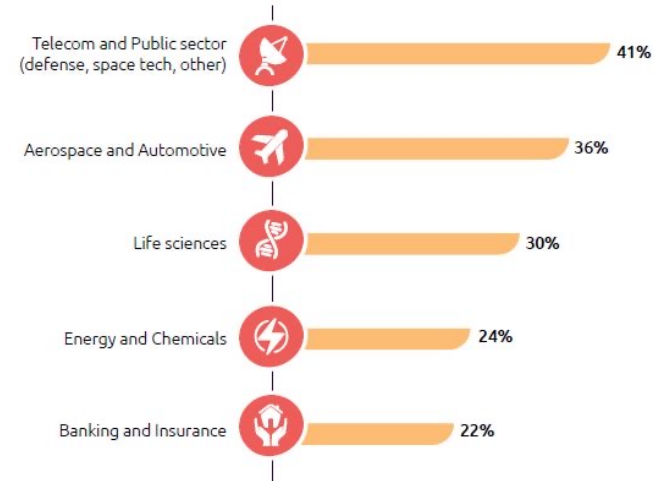 Telecom and Public sector
(defense, space tech, other)
41%
Aerospace and Automotive
36%
Life sciences
30%
Energy and Chemicals
24%
Banking and Insurance
22%